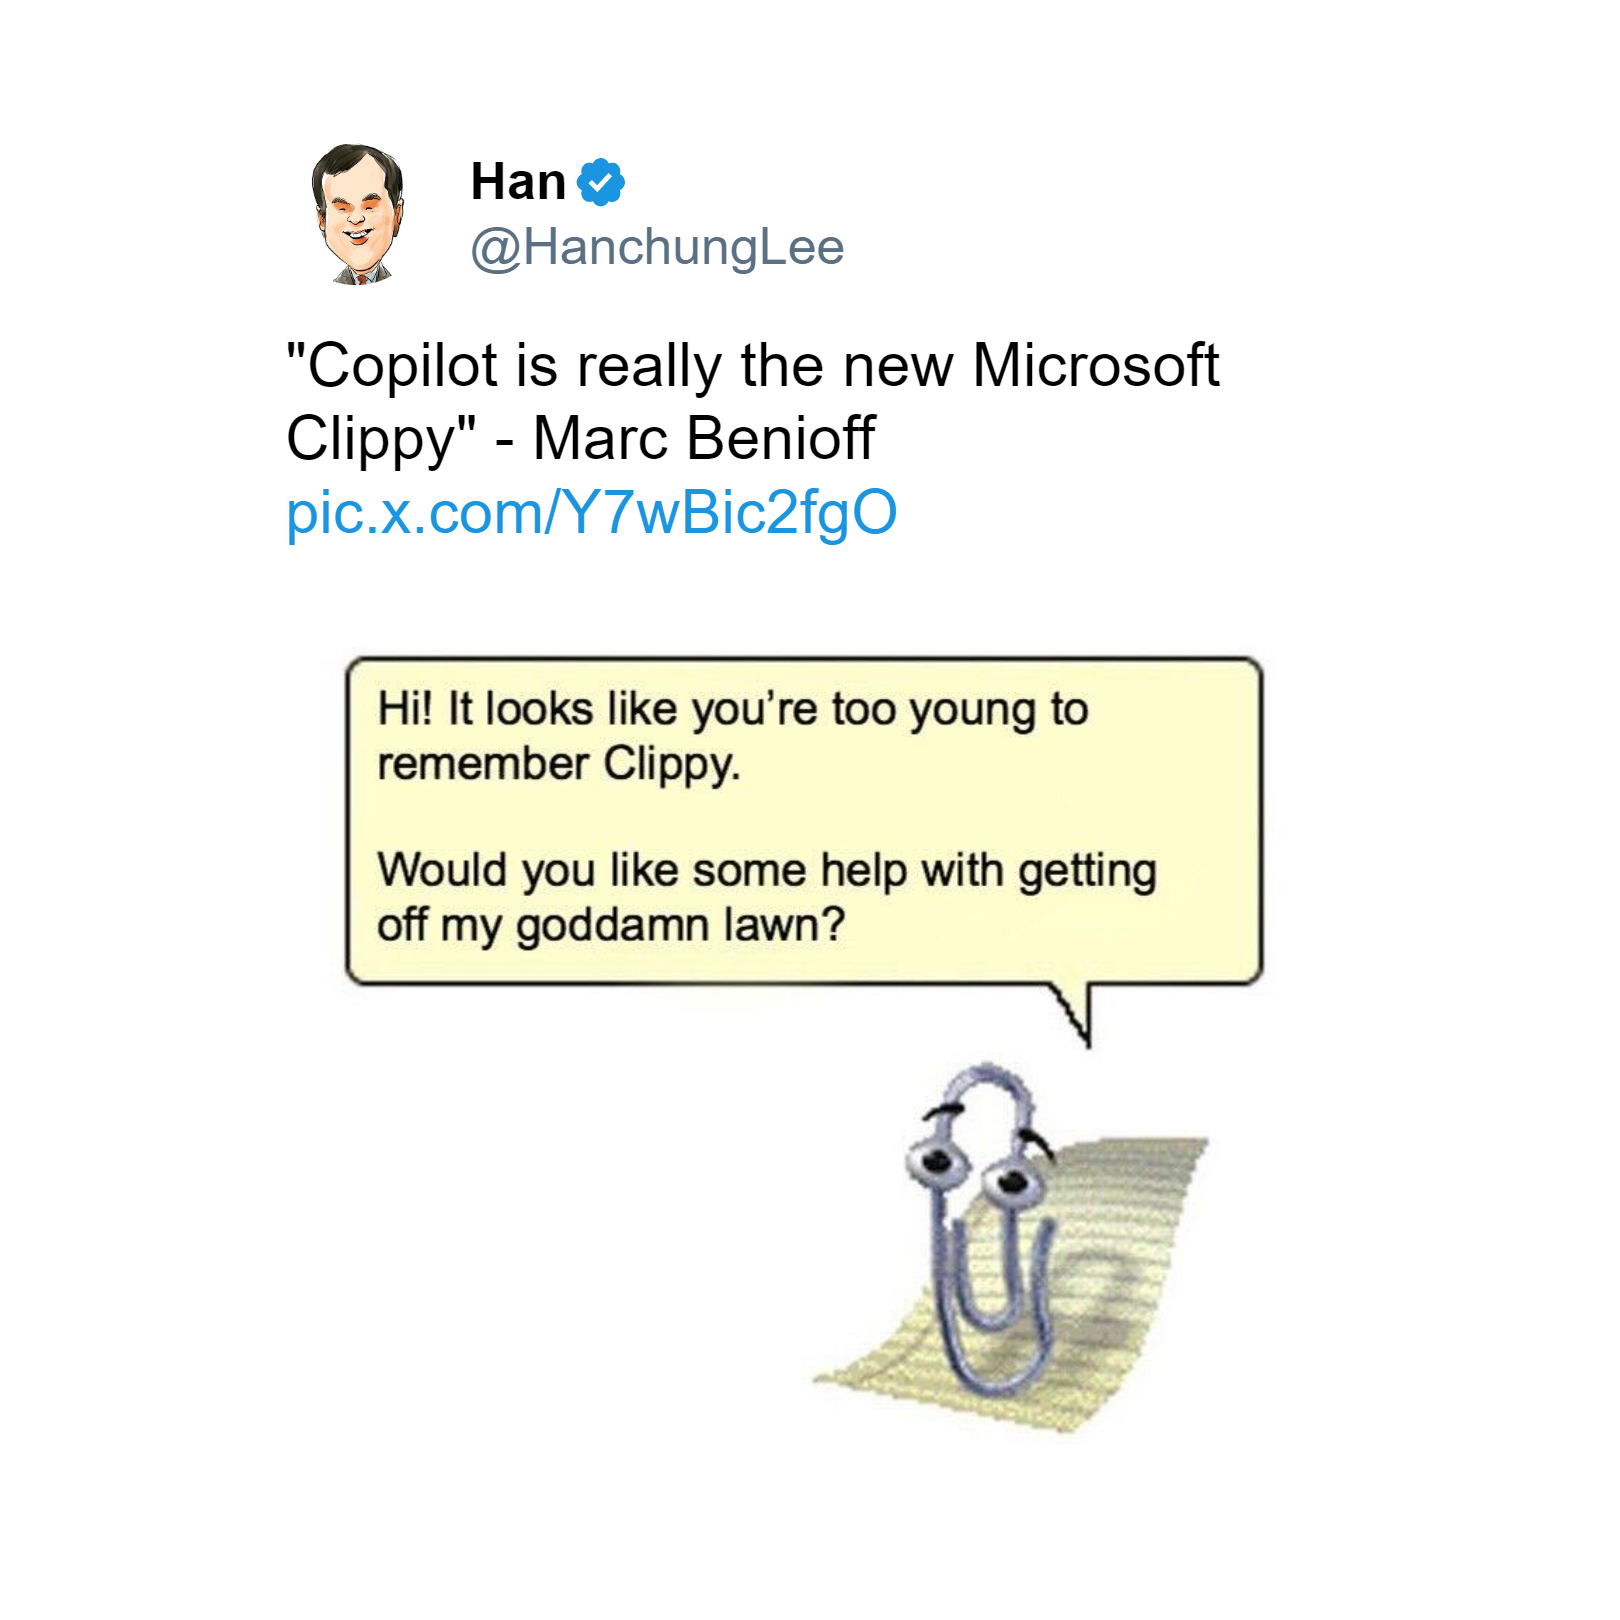 Han
@HanchungLee
"Copilot is really the new Microsoft
Clippy" - Marc Benioff
pic.x.com/Y7wBic2fgO
Hi! It looks like you’re too young to
remember Clippy.
Would you like some help with getting
off my goddamn lawn?